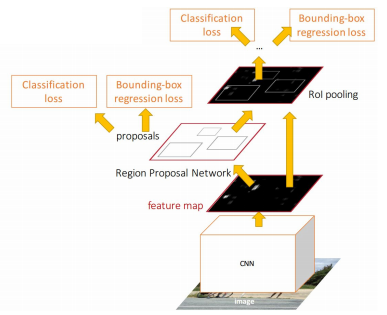 Classification
loss
Bounding-box
regression loss
...
Classification
loss
Bounding-box
regression loss
RoI pooling
proposals
Region Proposal Network
feature map
CNN
image